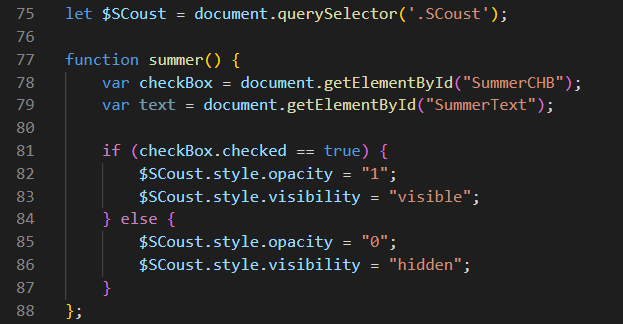 75 let $SCoust = document.querySelector('.SCoust');
76
77 function summer() {
78     var checkBox = document.getElementById("SummerCHB");
79     var text = document.getElementById("SummerText");
80
81     if (checkBox.checked == true) {
82         $SCoust.style.opacity = "1";
83         $SCoust.style.visibility = "visible";
84     } else {
85         $SCoust.style.opacity = "0";
86         $SCoust.style.visibility = "hidden";
87     }
88 };